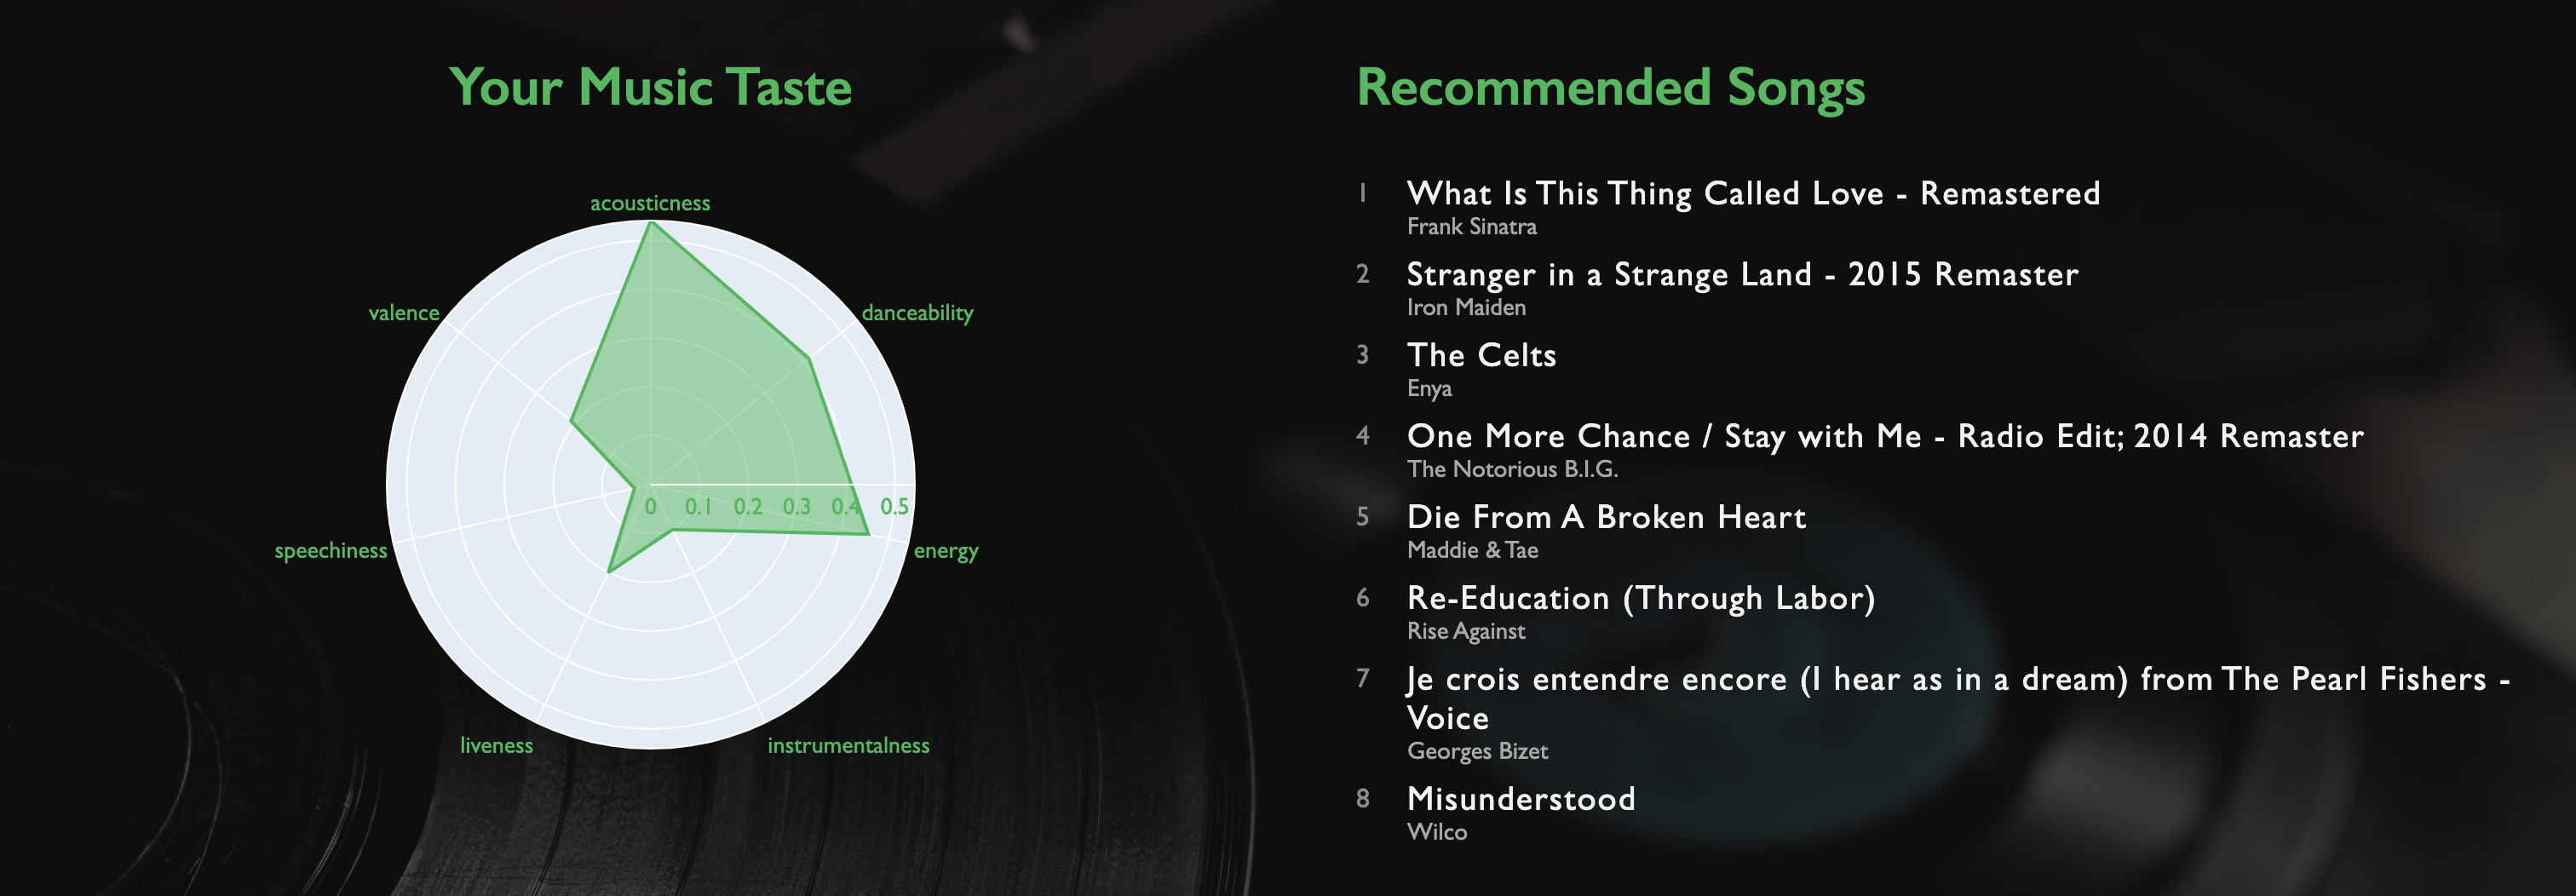 Your Music Taste
acousticness
valence
danceability
0 0.1 0.2 0.3 0.4 0.5
speechiness
energy
liveness
instrumentalness
Recommended Songs
1 What Is This Thing Called Love - Remastered
Frank Sinatra
2 Stranger in a Strange Land - 2015 Remaster
Iron Maiden
3 The Celts
Enya
4 One More Chance / Stay with Me - Radio Edit; 2014 Remaster
The Notorious B.I.G.
5 Die From A Broken Heart
Maddie & Tae
6 Re-Education (Through Labor)
Rise Against
7 Je crois entendre encore (I hear as in a dream) from The Pearl Fishers -
Voice
Georges Bizet
8 Misunderstood
Wilco